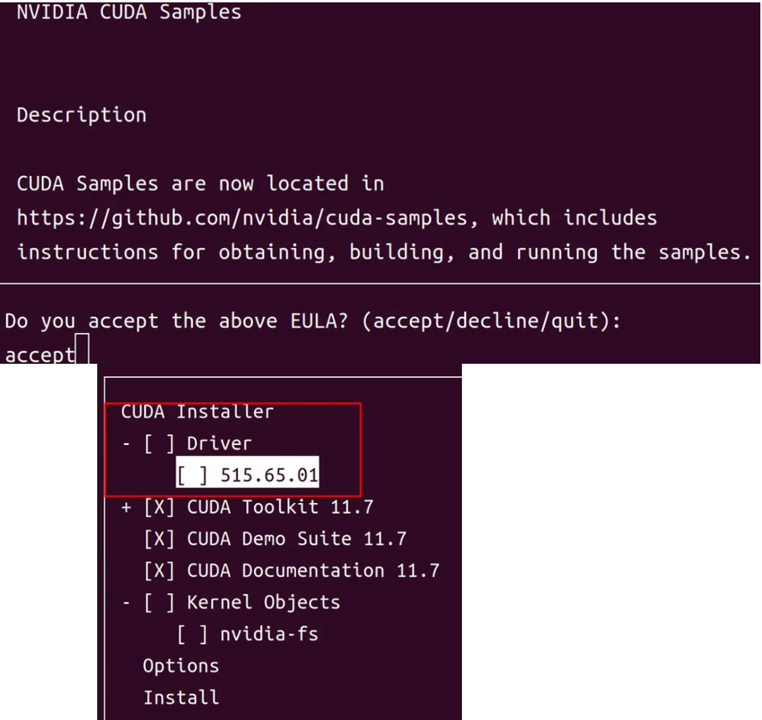 NVIDIA CUDA Samples
Description
CUDA Samples are now located in
https://github.com/nvidia/cuda-samples, which includes
instructions for obtaining, building, and running the samples.
Do you accept the above EULA? (accept/decline/quit):
accept
CUDA Installer
- [ ] Driver
[ ] 515.65.01
+ [X] CUDA Toolkit 11.7
[X] CUDA Demo Suite 11.7
[X] CUDA Documentation 11.7
- [ ] Kernel Objects
[ ] nvidia-fs
Options
Install